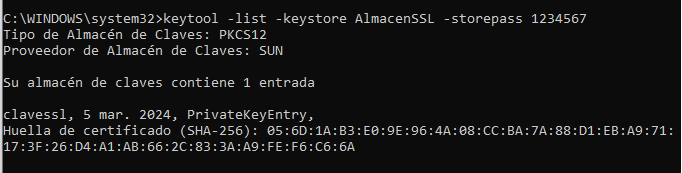 C:\WINDOWS\system32>keytool -list -keystore AlmacenSSL -storepass 1234567
Tipo de Almacén de Claves: PKCS12
Proveedor de Almacén de Claves: SUN
Su almacén de claves contiene 1 entrada
clavessl, 5 mar. 2024, PrivateKeyEntry,
Huella de certificado (SHA-256): 05:6D:1A:B3:E0:9E:96:4A:08:CC:BA:7A:88:D1:EB:A9:71:
17:3F:26:D4:A1:AB:66:2C:83:3A:A9:FE:F6:C6:6A